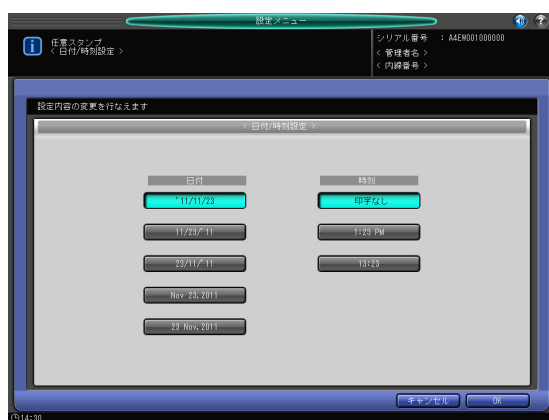 設定メニュー
任意スタンプ
< 日付/時刻設定 >
シリアル番号 : A4EM001000000
< 管理者名 >
< 内線番号 >
設定内容の変更を行なえます
< 日付/時刻設定 >
日付 時刻
'11/11/23 印字なし
11/23/'11 1:23 PM
23/11/'11 13:23
Nov 23, 2011
23 Nov, 2011
キャンセル OK
14:30